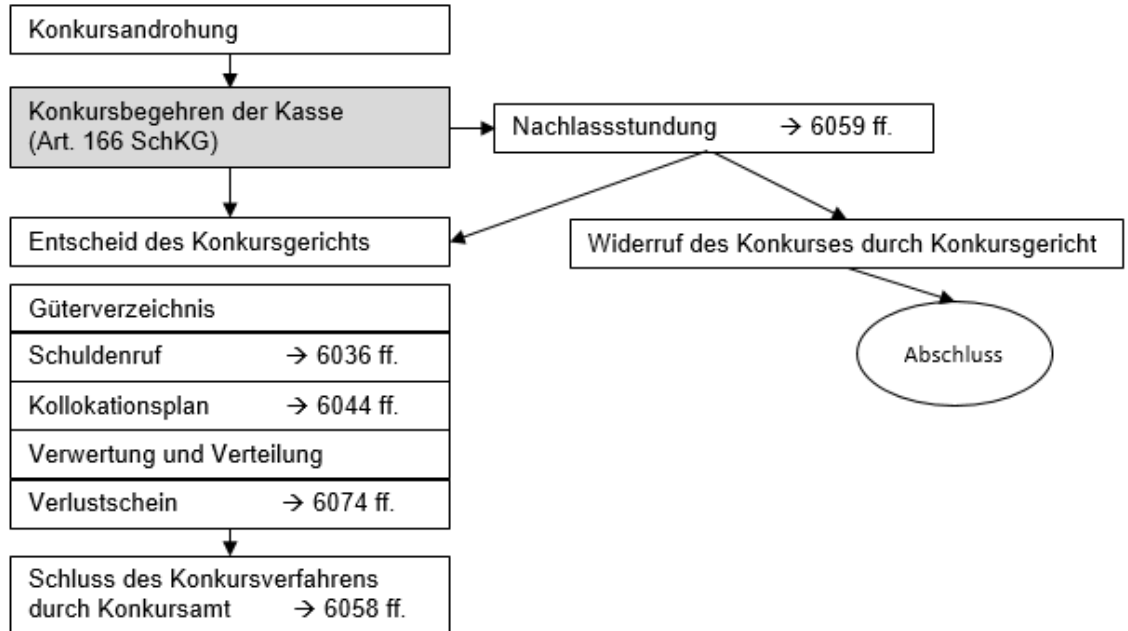 Konkursandrohung
Konkursbegehren der Kasse
(Art. 166 SchKG)
Nachlassstundung → 6059 ff.
Entscheid des Konkursgerichts
Widerruf des Konkurses durch Konkursgericht
Güterverzeichnis
Schuldenruf → 6036 ff.
Kollokationsplan → 6044 ff.
Verwertung und Verteilung
Verlustschein → 6074 ff.
Abschluss
Schluss des Konkursverfahrens
durch Konkursamt → 6058 ff.